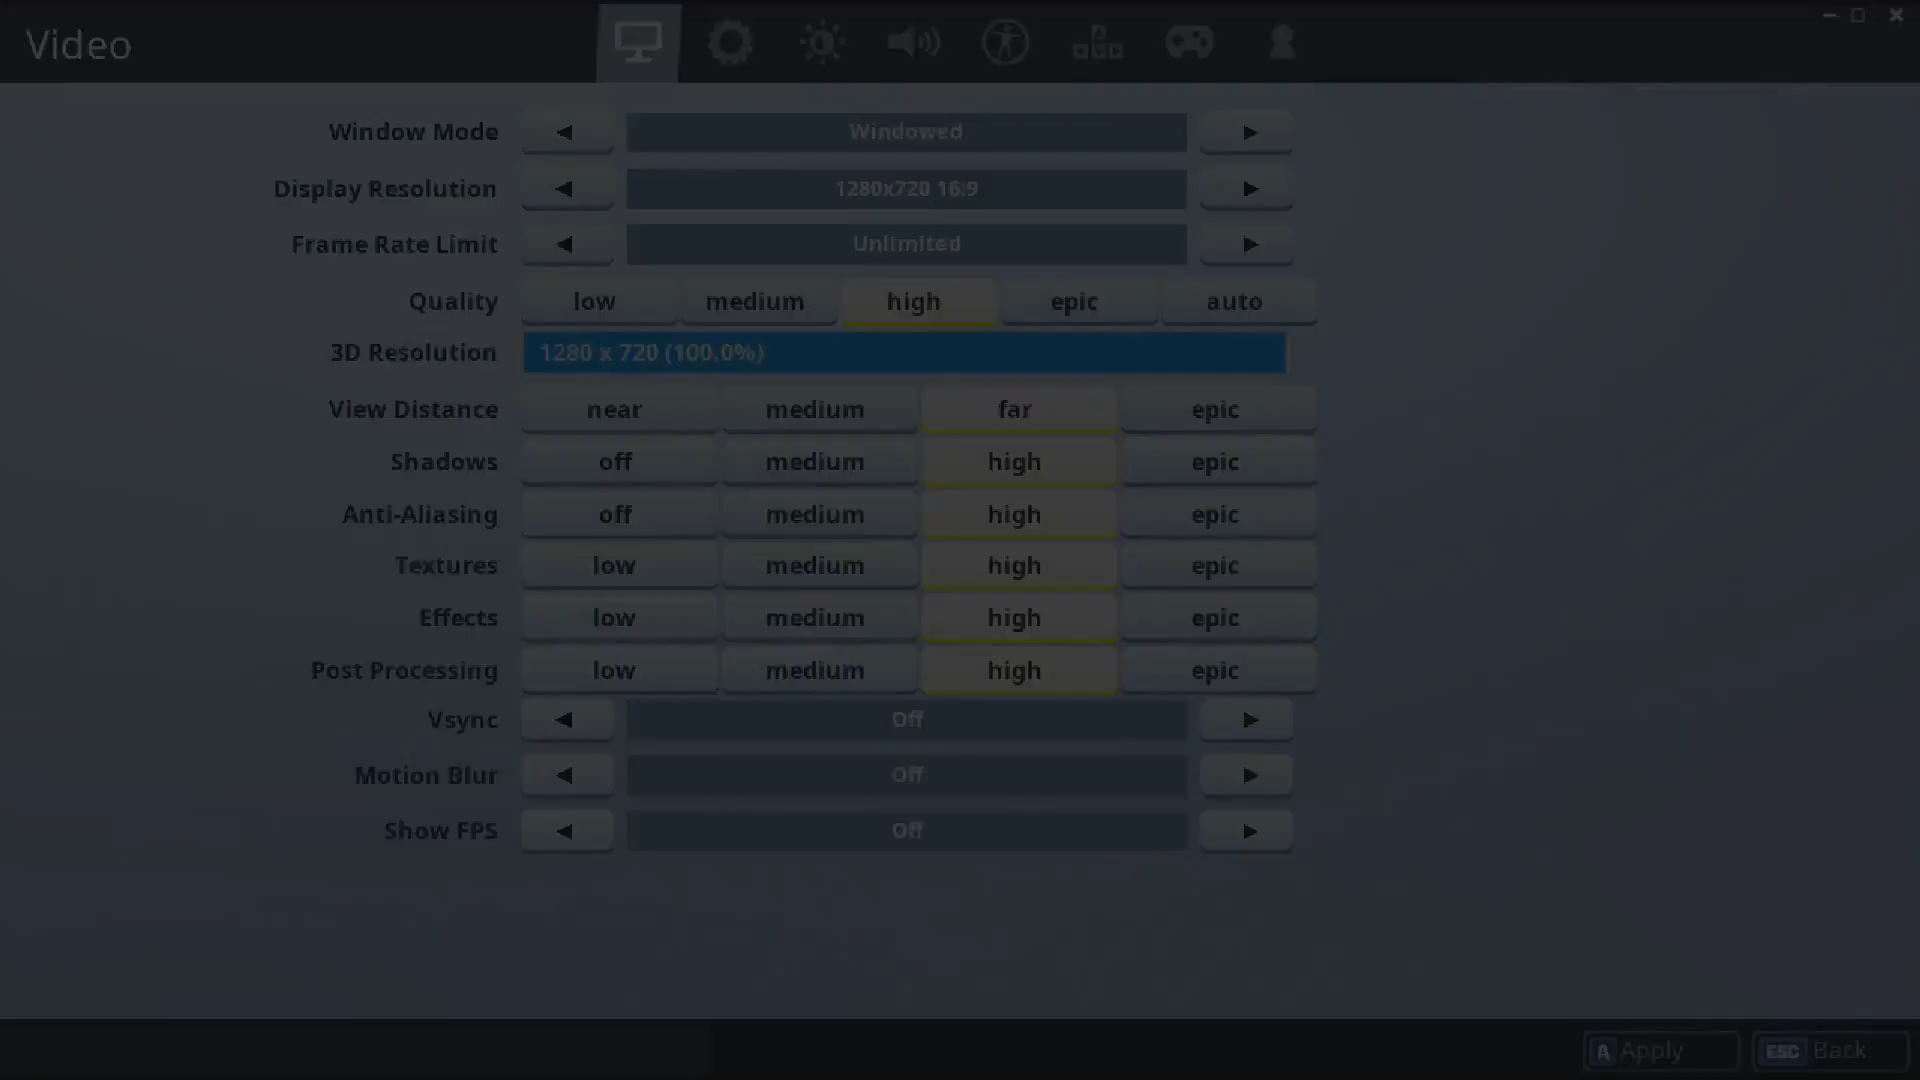 Video
Window Mode Windowed
Display Resolution 1280x720 16:9
Frame Rate Limit Unlimited
Quality low medium high epic auto
3D Resolution 1280 x 720 (100.0%)
View Distance near medium far epic
Shadows off medium high epic
Anti-Aliasing off medium high epic
Textures low medium high epic
Effects low medium high epic
Post Processing low medium high epic
Vsync Off
Motion Blur Off
Show FPS Off
A Apply ESC Back